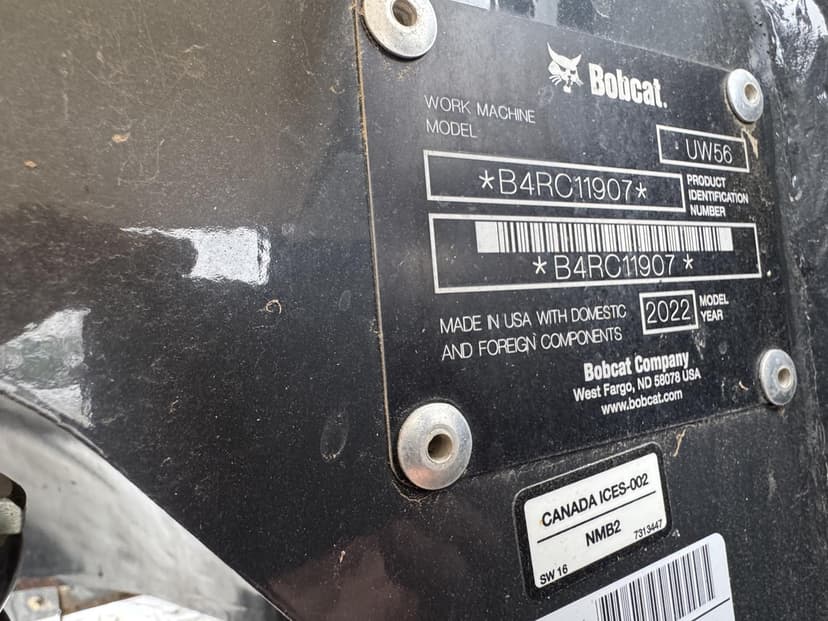 Bobcat.
WORK MACHINE
MODEL
UW56
*B4RC11907*
PRODUCT
IDENTIFICATION
NUMBER
*B4RC11907*
MADE IN USA WITH DOMESTIC
AND FOREIGN COMPONENTS
2022
MODEL
YEAR
Bobcat Company
West Fargo, ND 58078 USA
www.bobcat.com
CANADA ICES-002
NMB2
SW 16
7313447